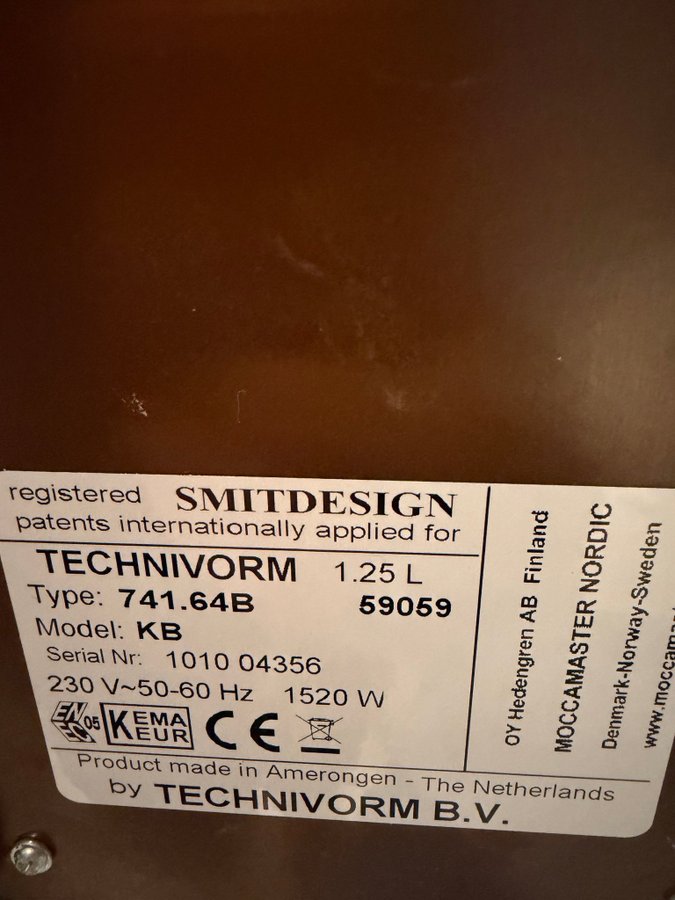 registered SMITDESIGN
patents internationally applied for
TECHNIVORM 1.25 L
Type: 741.64B 59059
Model: KB
Serial Nr: 1010 04356
230 V~50-60 Hz 1520 W
ENEC 05 KEMA KEUR CE
Product made in Amerongen - The Netherlands
by TECHNIVORM B.V.
OY Hedengren AB Finland
MOCCAMASTER NORDIC
Denmark-Norway-Sweden